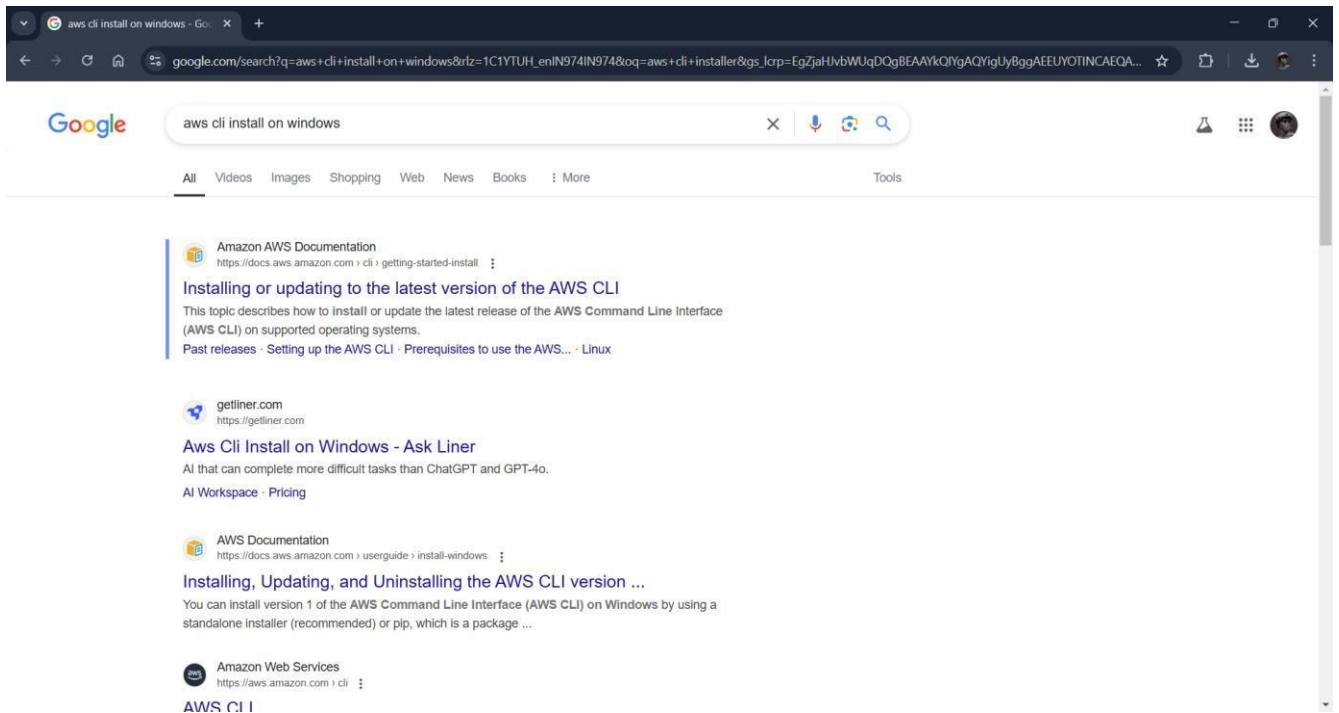 aws cli install on windows - Goo
google.com/search?q=aws+cli+install+on+windows&rlz=1C1YTUH_enIN974IN974&oq=aws+cli+installer&gs_lcrp=EgZjaHJvbWUqDQgBEAAYkQIYgAQYigUyBggAEEUYOTINCAEQA...
Google
aws cli install on windows
All Videos Images Shopping Web News Books More Tools
Amazon AWS Documentation
https://docs.aws.amazon.com › cli › getting-started-install
Installing or updating to the latest version of the AWS CLI
This topic describes how to install or update the latest release of the AWS Command Line Interface
(AWS CLI) on supported operating systems.
Past releases · Setting up the AWS CLI · Prerequisites to use the AWS... · Linux
getliner.com
https://getliner.com
Aws Cli Install on Windows - Ask Liner
AI that can complete more difficult tasks than ChatGPT and GPT-4o.
AI Workspace · Pricing
AWS Documentation
https://docs.aws.amazon.com › userguide › install-windows
Installing, Updating, and Uninstalling the AWS CLI version ...
You can install version 1 of the AWS Command Line Interface (AWS CLI) on Windows by using a
standalone installer (recommended) or pip, which is a package ...
aws
Amazon Web Services
https://aws.amazon.com › cli
AWS CLI